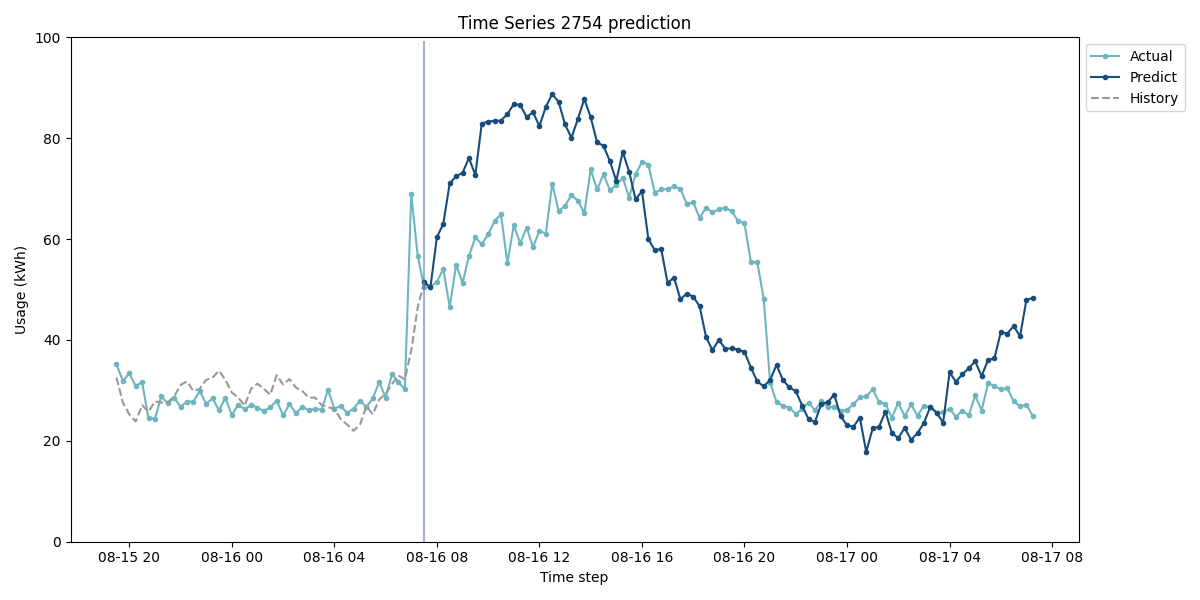 Time Series 2754 prediction
100
80
60
40
20
0
Usage (kWh)
08-15 20
08-16 00
08-16 04
08-16 08
08-16 12
08-16 16
08-16 20
08-17 00
08-17 04
08-17 08
Time step
Actual
Predict
History